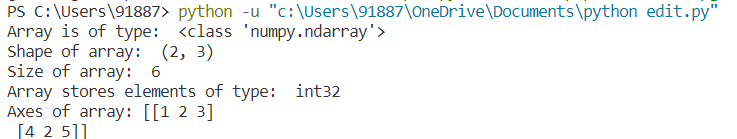 PS C:\Users\91887> python -u "c:\Users\91887\OneDrive\Documents\python edit.py"
Array is of type:  <class 'numpy.ndarray'>
Shape of array:  (2, 3)
Size of array:  6
Array stores elements of type:  int32
Axes of array: [[1 2 3]
 [4 2 5]]